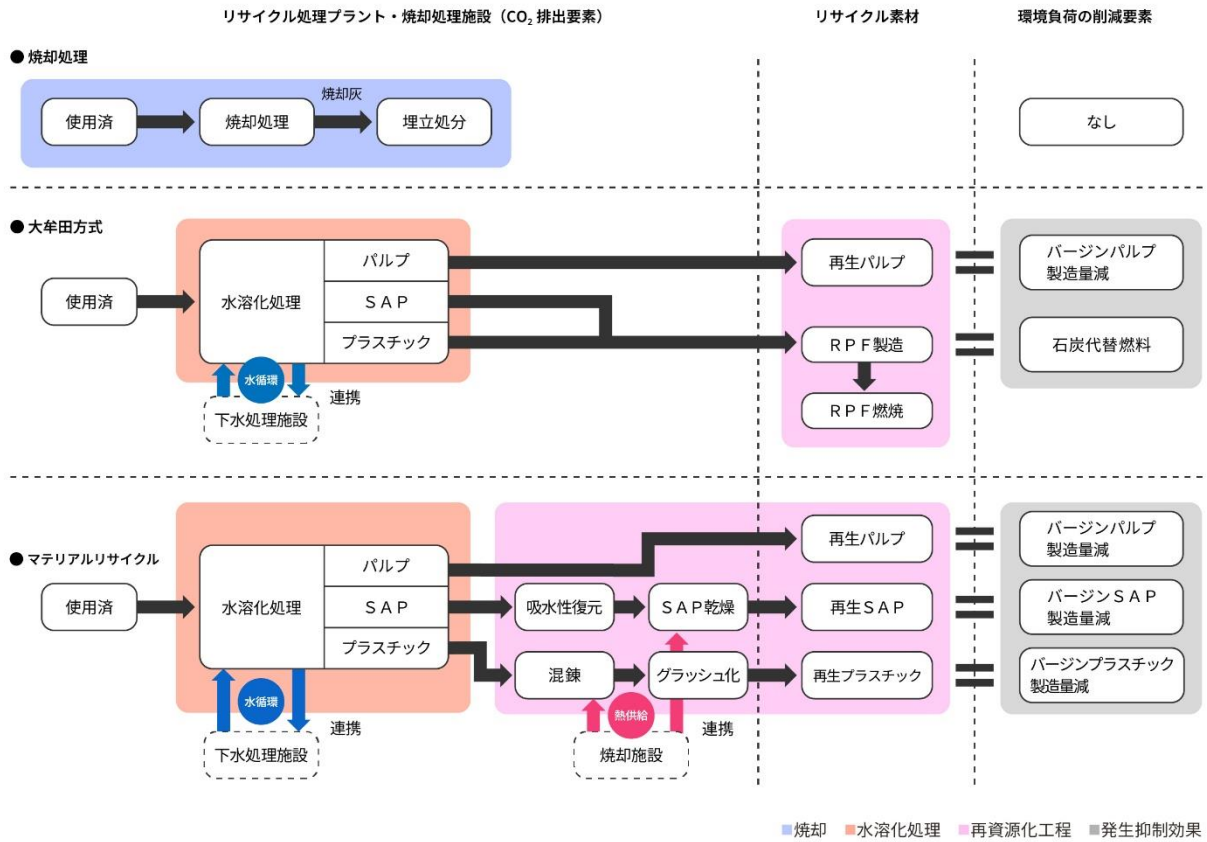 リサイクル処理プラント・焼却処理施設（CO₂ 排出要素）
リサイクル素材
環境負荷の削減要素
● 焼却処理
使用済
焼却処理
焼却灰
埋立処分
なし
● 大牟田方式
使用済
水溶化処理
パルプ
ＳＡＰ
プラスチック
水循環
連携
下水処理施設
再生パルプ
ＲＰＦ製造
ＲＰＦ燃焼
バージンパルプ
製造量減
石炭代替燃料
● マテリアルリサイクル
使用済
水溶化処理
パルプ
ＳＡＰ
プラスチック
水循環
連携
下水処理施設
吸水性復元
ＳＡＰ乾燥
混錬
グラッシュ化
熱供給
連携
焼却施設
再生パルプ
再生ＳＡＰ
再生プラスチック
バージンパルプ
製造量減
バージンＳＡＰ
製造量減
バージンプラスチック
製造量減
■焼却 ■水溶化処理 ■再資源化工程 ■発生抑制効果